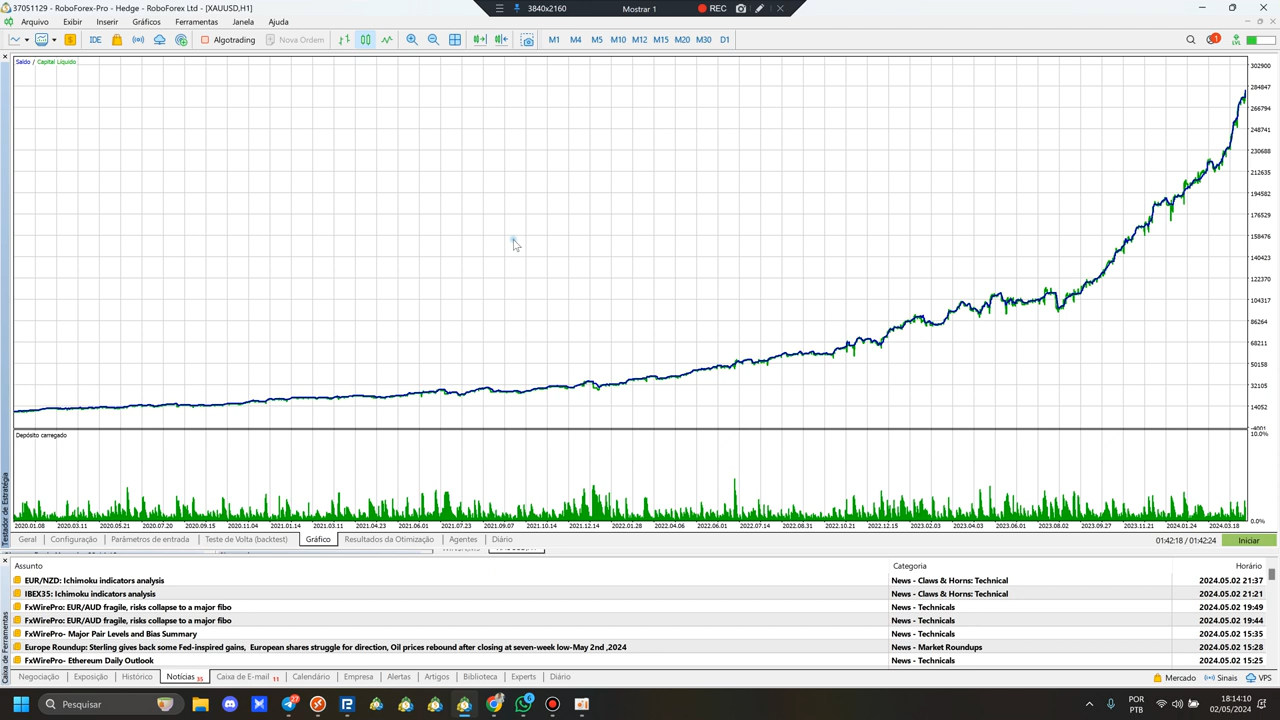 37051129 - RoboForex-Pro - Hedge - RoboForex Ltd - [XAUUSD,H1]
3840x2160
Mostrar 1
REC
Arquivo Exibir Inserir Gráficos Ferramentas Janela Ajuda
IDE Algotrading Nova Ordem M1 M4 M5 M10 M12 M15 M20 M30 D1 1
Saldo / Capital Líquido
302900
284847
266794
248741
230688
212635
194582
176529
158476
140423
122370
104317
86264
68211
50158
32105
14052
-4001
Depósito carregado
10.0%
0.0%
2020.01.08 2020.03.11 2020.05.21 2020.07.20 2020.09.15 2020.11.04 2021.01.14 2021.03.11 2021.04.23 2021.06.01 2021.07.23 2021.09.07 2021.10.14 2021.12.14 2022.01.28 2022.04.06 2022.06.01 2022.07.14 2022.08.31 2022.10.21 2022.12.15 2023.02.03 2023.04.03 2023.06.01 2023.08.02 2023.09.27 2023.11.21 2024.01.24 2024.03.18
Testador de Estratégia
Geral Configuração Parâmetros de entrada Teste de Volta (backtest) Gráfico Resultados da Otimização Agentes Diário 01:42:18 / 01:42:24 Iniciar
Assunto Categoria Horário
EUR/NZD: Ichimoku indicators analysis News - Claws & Horns: Technical 2024.05.02 21:37
IBEX35: Ichimoku indicators analysis News - Claws & Horns: Technical 2024.05.02 21:21
FxWirePro: EUR/AUD fragile, risks collapse to a major fibo News - Technicals 2024.05.02 19:49
FxWirePro: EUR/AUD fragile, risks collapse to a major fibo News - Technicals 2024.05.02 19:44
FxWirePro- Major Pair Levels and Bias Summary News - Technicals 2024.05.02 15:35
Europe Roundup: Sterling gives back some Fed-inspired gains, European shares struggle for direction, Oil prices rebound after closing at seven-week low-May 2nd ,2024 News - Market Roundups 2024.05.02 15:28
FxWirePro- Ethereum Daily Outlook News - Technicals 2024.05.02 15:25
Caixa de Ferramentas
Negociação Exposição Histórico Notícias 35 Caixa de E-mail 11 Calendário Empresa Alertas Artigos Biblioteca Experts Diário Mercado Sinais VPS
Pesquisar
27
6
POR
PTB
18:14:10
02/05/2024